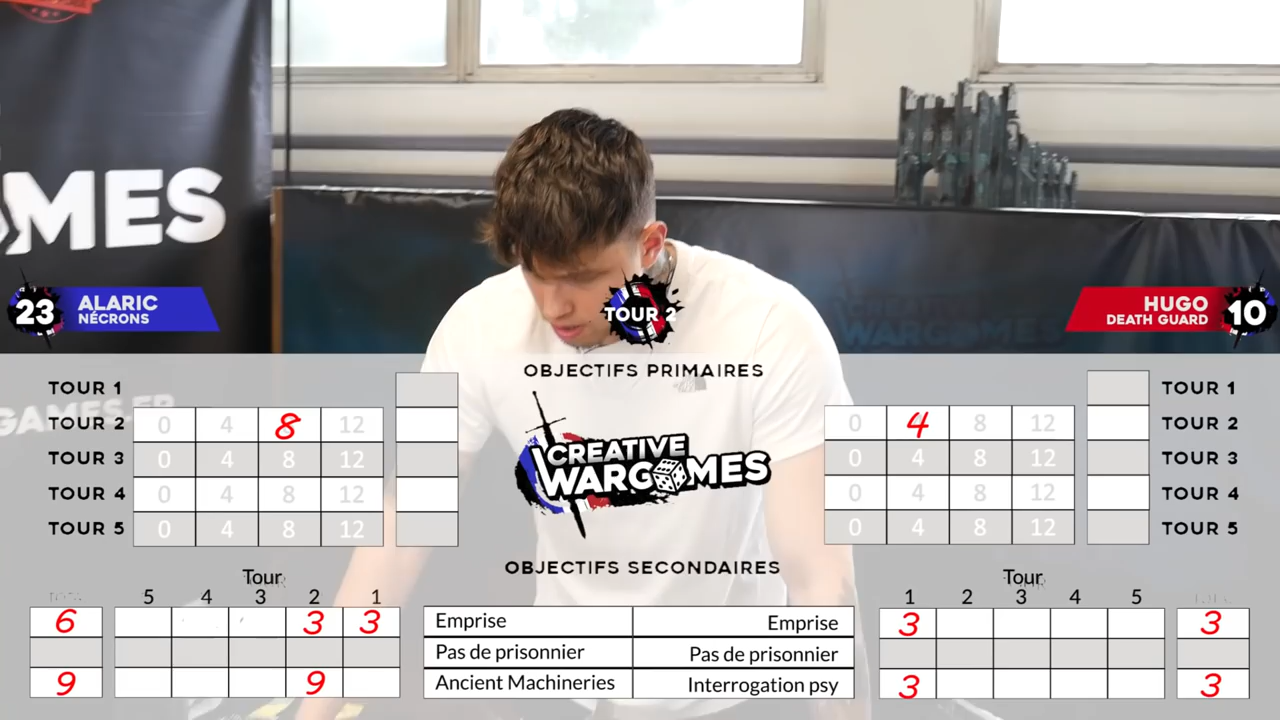 MES
23
ALARIC
NÉCRONS
TOUR 2
HUGO
DEATH GUARD
10
GAMES.FR
OBJECTIFS PRIMAIRES
CREATIVE
WARGAMES
TOUR 1
TOUR 2 0 4 8 12
TOUR 3 0 4 8 12
TOUR 4 0 4 8 12
TOUR 5 0 4 8 12
TOUR 1
0 4 8 12 TOUR 2
0 4 8 12 TOUR 3
0 4 8 12 TOUR 4
0 4 8 12 TOUR 5
OBJECTIFS SECONDAIRES
Tour
5 4 3 2 1
6 3 3
9 9
Emprise Emprise
Pas de prisonnier Pas de prisonnier
Ancient Machineries Interrogation psy
Tour
1 2 3 4 5
3 3
3 3